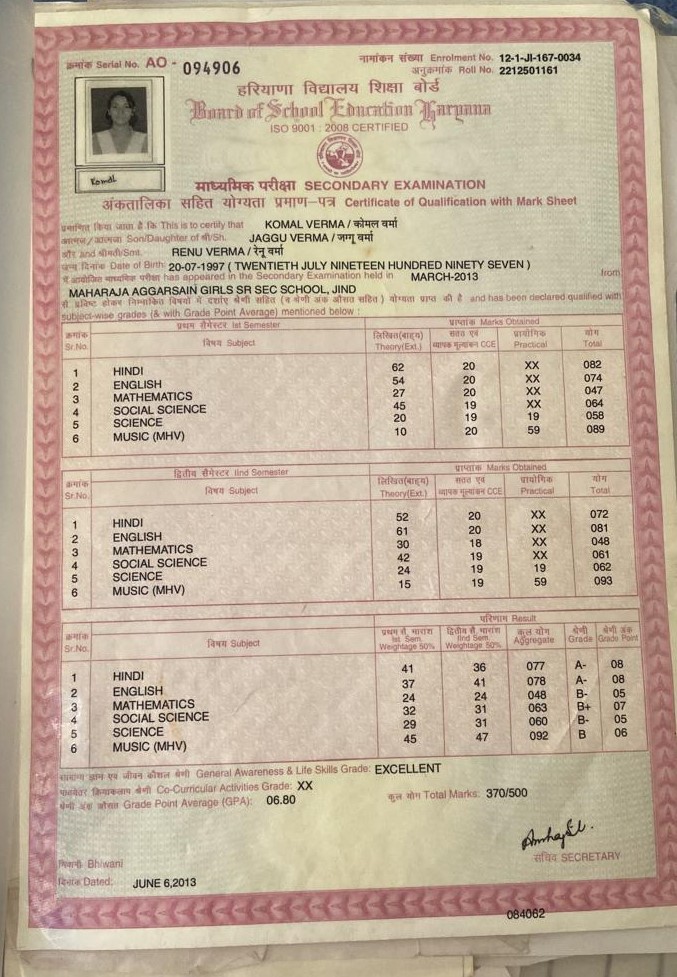 क्रमांक Serial No. AO - 094906
नामांकन संख्या Enrolment No. 12-1-JI-167-0034
अनुक्रमांक Roll No. 2212501161
हरियाणा विद्यालय शिक्षा बोर्ड
Board of School Education Haryana
ISO 9001 : 2008 CERTIFIED
Komal
माध्यमिक परीक्षा SECONDARY EXAMINATION
अंकतालिका सहित योग्यता प्रमाण-पत्र Certificate of Qualification with Mark Sheet
प्रमाणित किया जाता है कि This is to certify that KOMAL VERMA / कोमल वर्मा
आत्मज/आत्मजा Son/Daughter of श्री/Sh. JAGGU VERMA / जग्गू वर्मा
और and श्रीमती/Smt. RENU VERMA / रेनू वर्मा
जन्म दिनांक Date of Birth: 20-07-1997 ( TWENTIETH JULY NINETEEN HUNDRED NINETY SEVEN )
has appeared in the Secondary Examination held in MARCH-2013 from
MAHARAJA AGGARSAIN GIRLS SR SEC SCHOOL, JIND
से प्रविष्ट होकर निम्नांकित विषयों में दर्शाए श्रेणी सहित (व श्रेणी अंक औसत सहित) योग्यता प्राप्त की है and has been declared qualified with
subject-wise grades (& with Grade Point Average) mentioned below :
क्रमांक Sr.No. प्रथम सैमेस्टर Ist Semester प्राप्तांक Marks Obtained
विषय Subject लिखित(बाह्य) Theory(Ext.) सतत एवं व्यापक मूल्यांकन CCE प्रायोगिक Practical योग Total
1 HINDI 62 20 XX 082
2 ENGLISH 54 20 XX 074
3 MATHEMATICS 27 20 XX 047
4 SOCIAL SCIENCE 45 19 XX 064
5 SCIENCE 20 19 19 058
6 MUSIC (MHV) 10 20 59 089
क्रमांक Sr.No. द्वितीय सैमेस्टर IInd Semester प्राप्तांक Marks Obtained
विषय Subject लिखित(बाह्य) Theory(Ext.) सतत एवं व्यापक मूल्यांकन CCE प्रायोगिक Practical योग Total
1 HINDI 52 20 XX 072
2 ENGLISH 61 20 XX 081
3 MATHEMATICS 30 18 XX 048
4 SOCIAL SCIENCE 42 19 XX 061
5 SCIENCE 24 19 19 062
6 MUSIC (MHV) 15 19 59 093
परिणाम Result
क्रमांक Sr.No. विषय Subject प्रथम सै. भारांश Ist Sem. Weightage 50% द्वितीय सै. भारांश IInd Sem. Weightage 50% कुल योग Aggregate श्रेणी Grade श्रेणी अंक Grade Point
1 HINDI 41 36 077 A- 08
2 ENGLISH 37 41 078 A- 08
3 MATHEMATICS 24 24 048 B- 05
4 SOCIAL SCIENCE 32 31 063 B+ 07
5 SCIENCE 29 31 060 B- 05
6 MUSIC (MHV) 45 47 092 B 06
सामान्य ज्ञान एवं जीवन कौशल श्रेणी General Awareness & Life Skills Grade: EXCELLENT
पाठ्येतर क्रियाकलाप श्रेणी Co-Curricular Activities Grade: XX
श्रेणी अंक औसत Grade Point Average (GPA): 06.80 कुल योग Total Marks: 370/500
भिवानी Bhiwani
सचिव SECRETARY
दिनांक Dated: JUNE 6,2013
084062